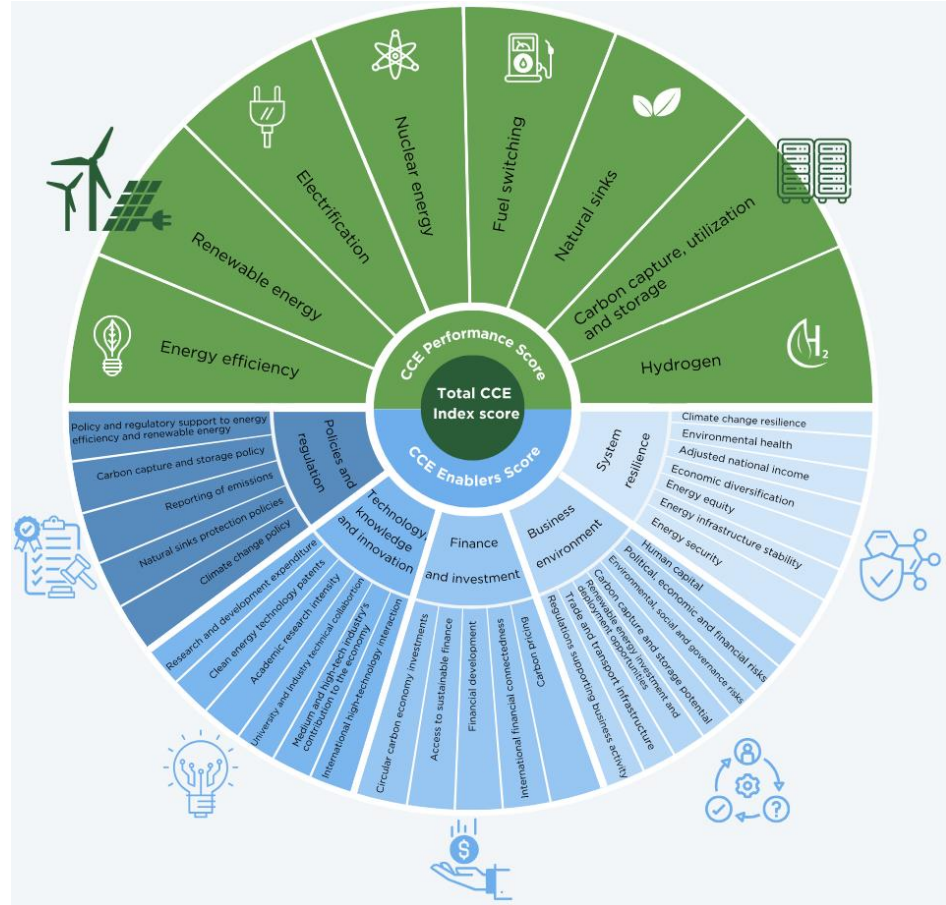 Energy efficiency
Renewable energy
Electrification
Nuclear energy
Fuel switching
Natural sinks
Carbon capture, utilization
and storage
Hydrogen
H2
CCE Performance Score
Total CCE
Index score
CCE Enablers Score
Policies and
regulation
Policy and regulatory support to energy
efficiency and renewable energy
Carbon capture and storage policy
Reporting of emissions
Natural sinks protection policies
Climate change policy
Technology,
knowledge
and innovation
Research and development expenditure
Clean energy technology patents
Academic research intensity
University and industry technical collabortion
Medium and high-tech industry's
contribution to the economy
International high-technology interaction
Finance
and investment
Circular carbon economy investments
Access to sustainable finance
Financial development
International financial connectedness
Carbon pricing
Business
environment
Regulations supporting business activity
Trade and transport infrastructure
Renewable energy investment and
deployment opportunities
Carbon capture and storage potential
Environmental, social and governance risks
Political, economic and financial risks
Human capital
System
resilience
Climate change resilience
Environmental health
Adjusted national income
Economic diversification
Energy equity
Energy infrastructure stability
Energy security
$
?